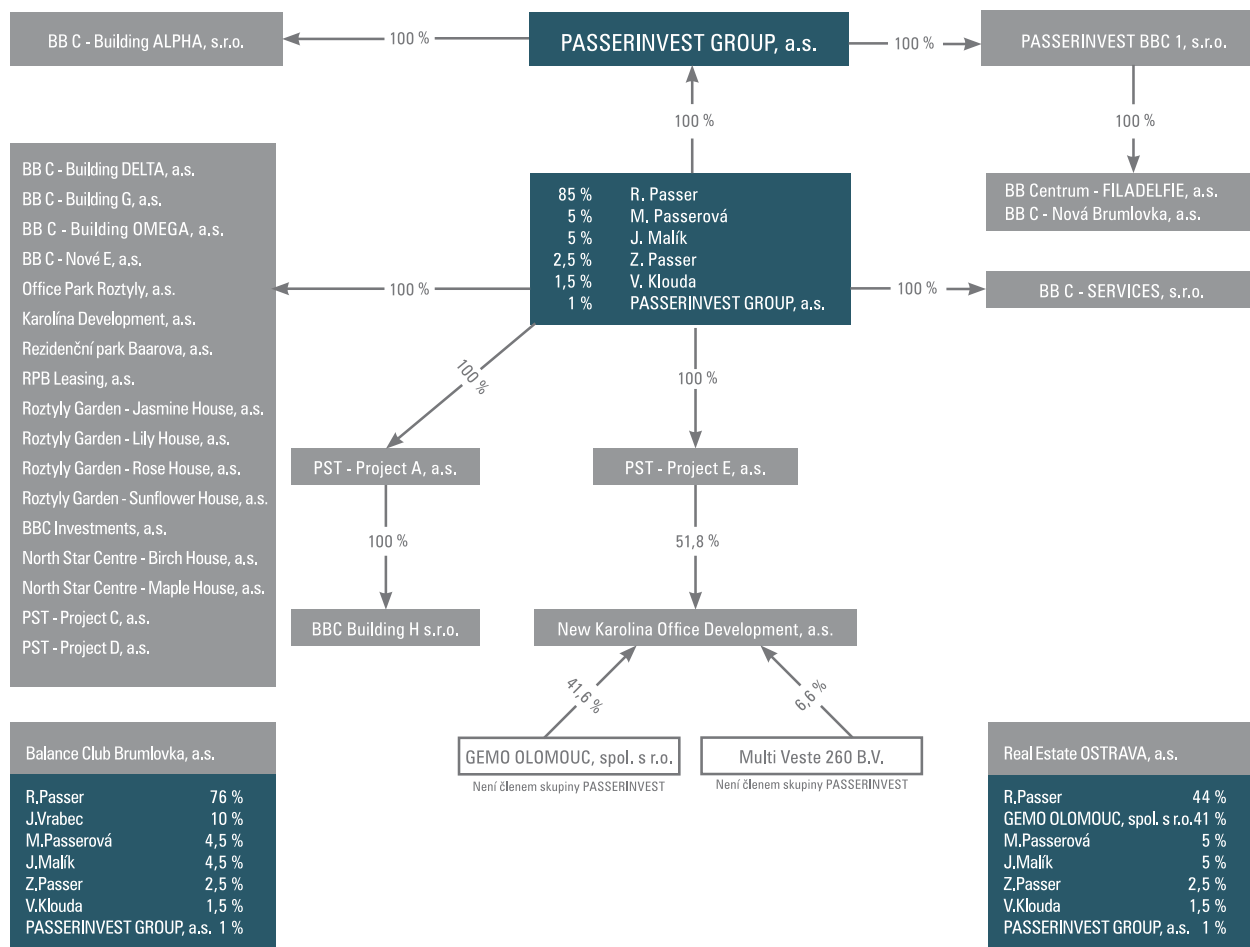 BB C - Building ALPHA, s.r.o.
100 %
PASSERINVEST GROUP, a.s.
100 %
PASSERINVEST BBC 1, s.r.o.
100 %
100 %
BB C - Building DELTA, a.s.
BB C - Building G, a.s.
BB C - Building OMEGA, a.s.
BB C - Nové E, a.s.
Office Park Roztyly, a.s.
Karolína Development, a.s.
Rezidenční park Baarova, a.s.
RPB Leasing, a.s.
Roztyly Garden - Jasmine House, a.s.
Roztyly Garden - Lily House, a.s.
Roztyly Garden - Rose House, a.s.
Roztyly Garden - Sunflower House, a.s.
BBC Investments, a.s.
North Star Centre - Birch House, a.s.
North Star Centre - Maple House, a.s.
PST - Project C, a.s.
PST - Project D, a.s.
100 %
85 % R. Passer
5 % M. Passerová
5 % J. Malík
2,5 % Z. Passer
1,5 % V. Klouda
1 % PASSERINVEST GROUP, a.s.
BB Centrum - FILADELFIE, a.s.
BB C - Nová Brumlovka, a.s.
100 %
BB C - SERVICES, s.r.o.
100 %
100 %
PST - Project A, a.s.
PST - Project E, a.s.
100 %
51,8 %
BBC Building H s.r.o.
New Karolina Office Development, a.s.
41,6 %
6,6 %
GEMO OLOMOUC, spol. s r.o.
Není členem skupiny PASSERINVEST
Multi Veste 260 B.V.
Není členem skupiny PASSERINVEST
Balance Club Brumlovka, a.s.
R.Passer 76 %
J.Vrabec 10 %
M.Passerová 4,5 %
J.Malík 4,5 %
Z.Passer 2,5 %
V.Klouda 1,5 %
PASSERINVEST GROUP, a.s. 1 %
Real Estate OSTRAVA, a.s.
R.Passer 44 %
GEMO OLOMOUC, spol. s r.o.41 %
M.Passerová 5 %
J.Malík 5 %
Z.Passer 2,5 %
V.Klouda 1,5 %
PASSERINVEST GROUP, a.s. 1 %